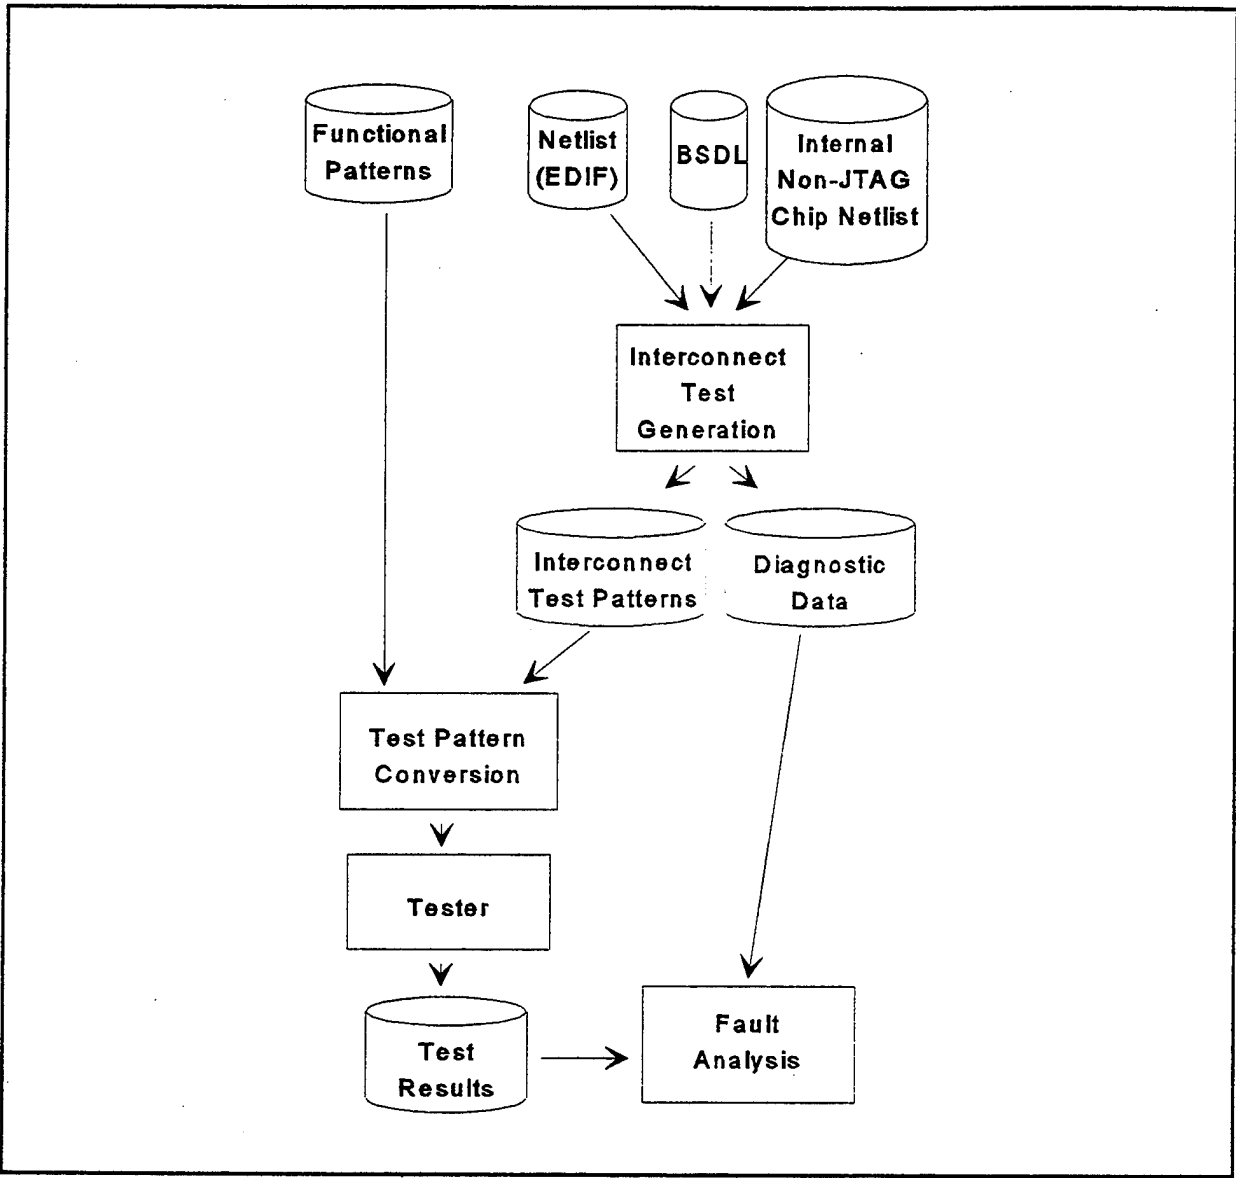 Functional
Patterns
Netlist
(EDIF)
BSDL
Internal
Non-JTAG
Chip Netlist
Interconnect
Test
Generation
Interconnect
Test Patterns
Diagnostic
Data
Test Pattern
Conversion
Tester
Test
Results
Fault
Analysis